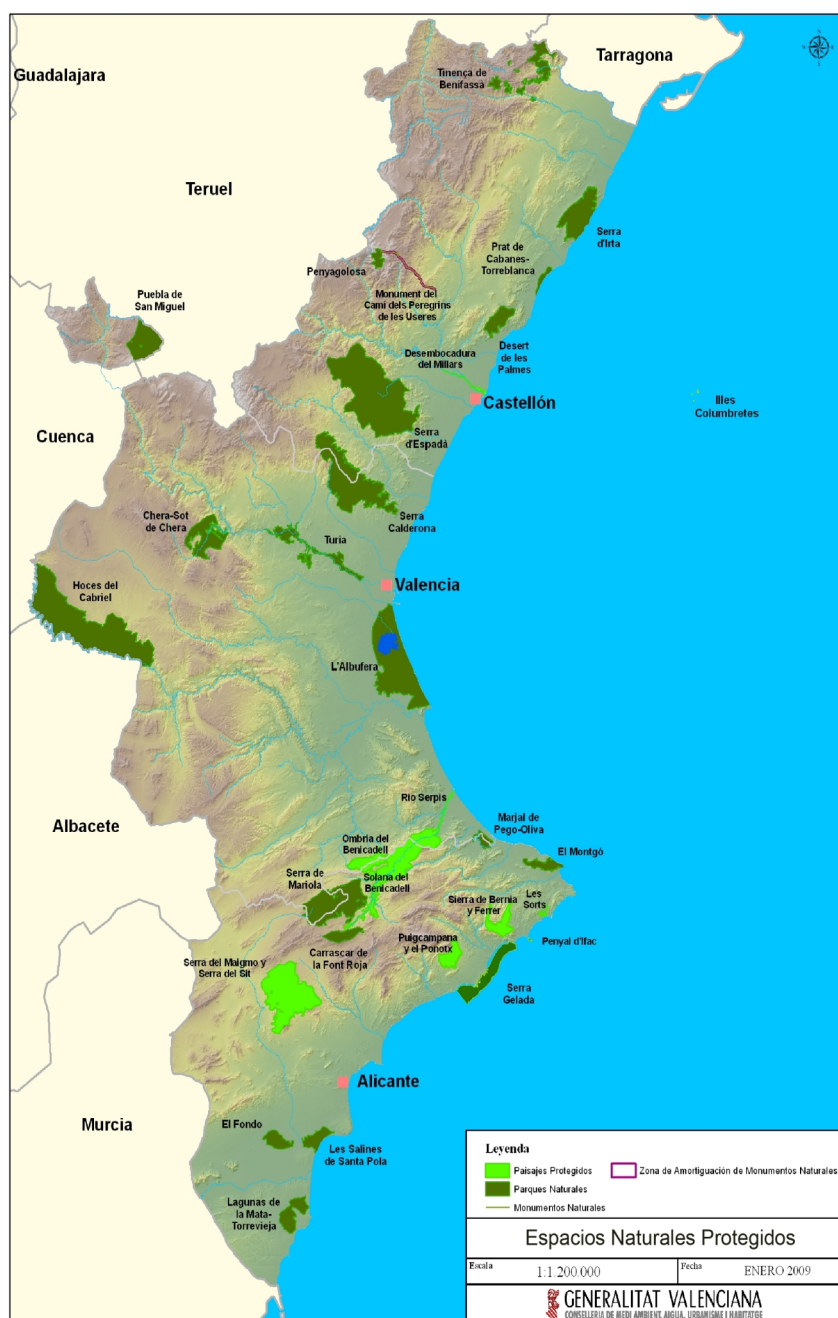 Tarragona
Guadalajara
Tinença de
Benifassà
Teruel
Serra
d'Irta
Prat de
Cabanes-
Torreblanca
Penyagolosa
Monument del
Camí dels Peregrins
de les Useres
Puebla de
San Miguel
Desert
de les
Palmes
Desembocadura
del Millars
Castellón
Illes
Columbretes
Cuenca
Serra
d'Espadá
Chera-Sot
de Chera
Serra
Calderona
Turia
Valencia
Hoces del
Cabriel
L'Albufera
Río Serpis
Albacete
Marjal de
Pego-Oliva
Ombria del
Benicadell
El Montgó
Serra de
Mariola
Solana del
Benicadell
Sierra de Bernia
y Ferrer
Les
Sorts
Puigcampana
y el Ponotx
Penyal d'Ifac
Carrascar de
la Font Roja
Serra del Maigmo y
Serra del Sit
Serra
Gelada
Alicante
Murcia
El Fondo
Les Salines
de Santa Pola
Lagunas de
la Mata-
Torrevieja
Leyenda
Paisajes Protegidos
Zona de Amortiguación de Monumentos Naturales
Parques Naturales
Monumentos Naturales
Espacios Naturales Protegidos
Escala 1:1.200.000 Fecha ENERO 2009
GENERALITAT VALENCIANA
CONSELLERIA DE MEDI AMBIENT, AIGUA, URBANISME I HABITATGE